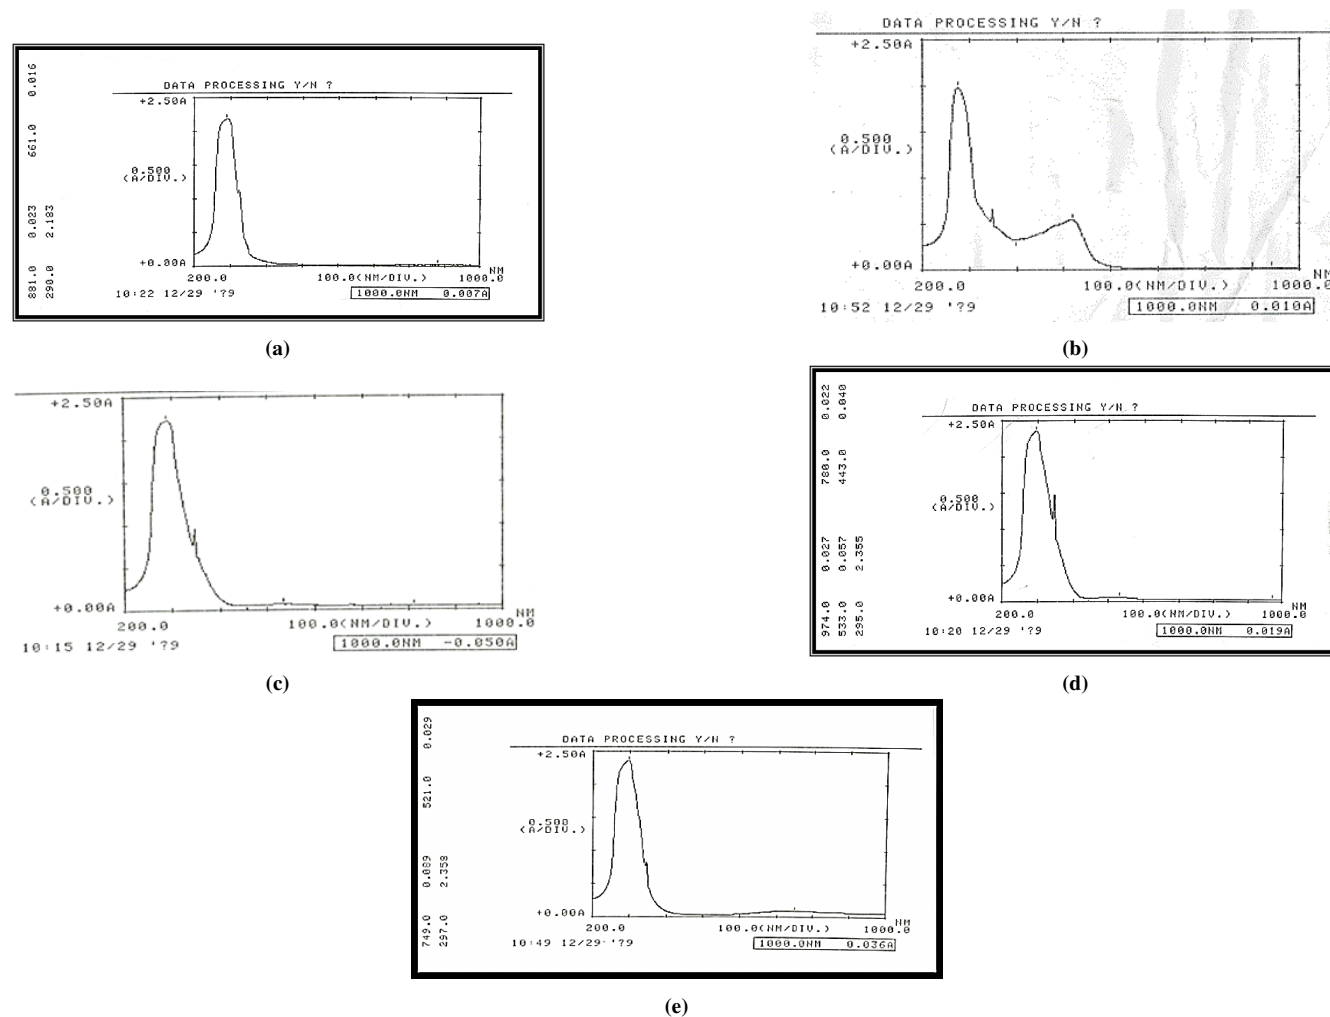 DATA PROCESSING Y/N ?
+2.50A
0.500
(A/DIV.)
+0.00A
200.0 100.0(NM/DIV.) 1000.0
NM
10:22 12/29 '?9 1000.0NM 0.007A
881.0 0.023 661.0 0.016
290.0 2.183
(a)
DATA PROCESSING Y/N ?
+2.50A
0.500
(A/DIV.)
+0.00A
200.0 100.0(NM/DIV.) 1000.0
NM
10:52 12/29 '?9 1000.0NM 0.010A
(b)
+2.50A
0.500
(A/DIV.)
+0.00A
200.0 100.0(NM/DIV.) 1000.0
NM
10:15 12/29 '?9 1000.0NM -0.050A
(c)
DATA PROCESSING Y/N ?
+2.50A
0.500
(A/DIV.)
+0.00A
200.0 100.0(NM/DIV.) 1000.0
NM
10:20 12/29 '?9 1000.0NM 0.019A
974.0 0.027 780.0 0.022
533.0 0.057 443.0 0.040
295.0 2.355
(d)
DATA PROCESSING Y/N ?
+2.50A
0.500
(A/DIV.)
+0.00A
200.0 100.0(NM/DIV.) 1000.0
NM
10:49 12/29 '?9 1000.0NM 0.036A
749.0 0.089 521.0 0.029
297.0 2.358
(e)